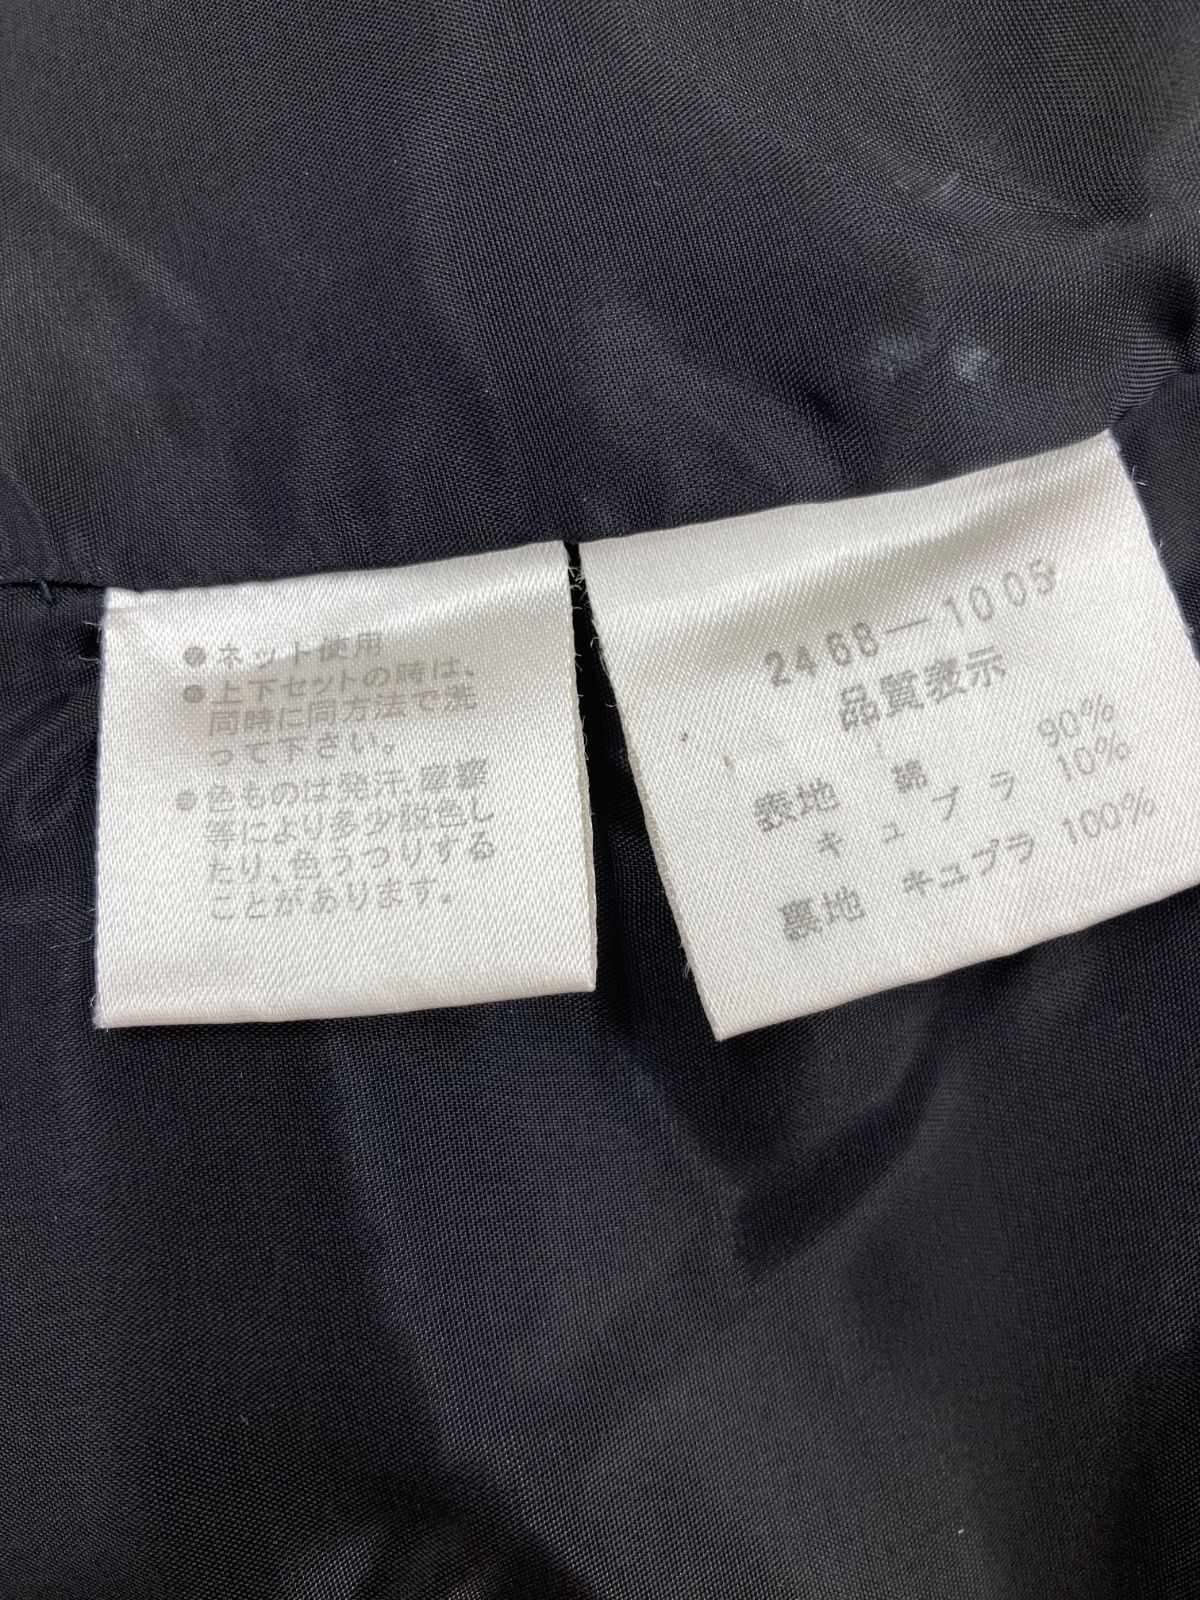 ●ネット使用
●上下セットの時は、
同時に同方法で洗
って下さい。
●色ものは発汗、摩擦
等により多少脱色し
たり、色うつりする
ことがあります。
2468-1005
品質表示
表地 綿 90%
キュプラ 10%
裏地 キュプラ 100%